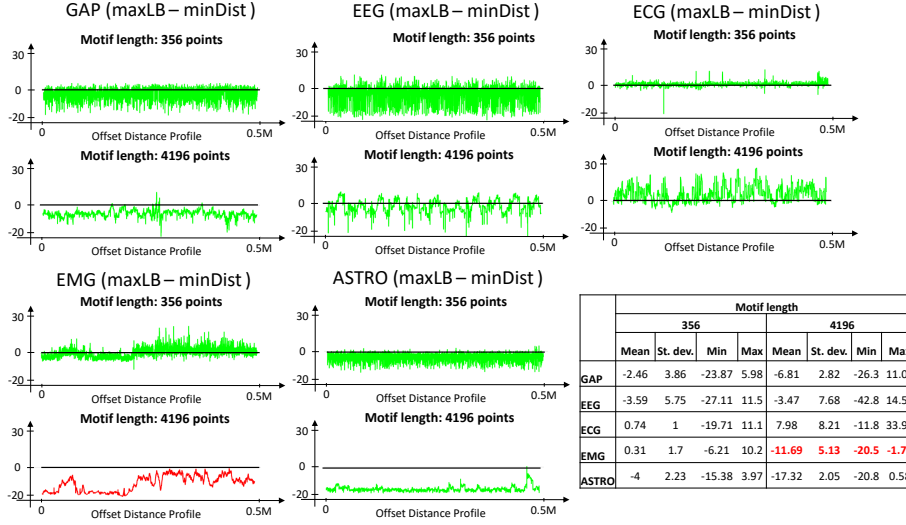 GAP (maxLB – minDist)
Motif length: 356 points
30
0
-20
0
Offset Distance Profile
0.5M
Motif length: 4196 points
30
0
-20
0
Offset Distance Profile
0.5M
EEG (maxLB – minDist )
Motif length: 356 points
30
0
-20
0
Offset Distance Profile
0.5M
Motif length: 4196 points
30
0
-20
0
Offset Distance Profile
0.5M
ECG (maxLB – minDist )
Motif length: 356 points
30
0
-20
0
Offset Distance Profile
0.5M
Motif length: 4196 points
30
0
-20
0
Offset Distance Profile
0.5M
EMG (maxLB – minDist )
Motif length: 356 points
30
0
-20
0
Offset Distance Profile
0.5M
Motif length: 4196 points
30
0
-20
0
Offset Distance Profile
0.5M
ASTRO (maxLB – minDist )
Motif length: 356 points
30
0
-20
0
Offset Distance Profile
0.5M
Motif length: 4196 points
30
0
-20
0
Offset Distance Profile
0.5M
Motif length
356 4196
Mean St. dev. Min Max Mean St. dev. Min
GAP -2.46 3.86 -23.87 5.98 -6.81 2.82 -26.3
EEG -3.59 5.75 -27.11 11.5 -3.47 7.68 -42.8
ECG 0.74 1 -19.71 11.1 7.98 8.21 -11.8
EMG 0.31 1.7 -6.21 10.2 -11.69 5.13 -20.5
ASTRO -4 2.23 -15.38 3.97 -17.32 2.05 -20.8